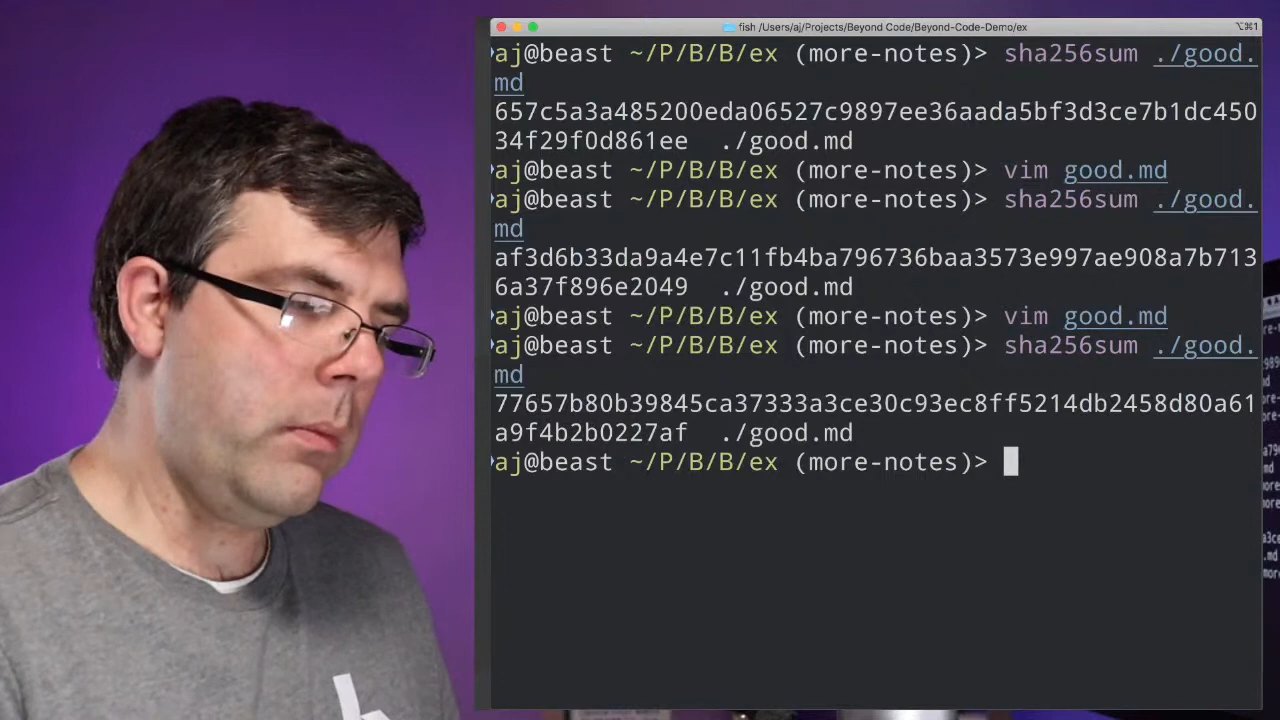 fish /Users/aj/Projects/Beyond Code/Beyond-Code-Demo/ex
⌥⌘1
aj@beast ~/P/B/B/ex (more-notes)> sha256sum ./good.
md
657c5a3a485200eda06527c9897ee36aada5bf3d3ce7b1dc450
34f29f0d861ee ./good.md
aj@beast ~/P/B/B/ex (more-notes)> vim good.md
aj@beast ~/P/B/B/ex (more-notes)> sha256sum ./good.
md
af3d6b33da9a4e7c11fb4ba796736baa3573e997ae908a7b713
6a37f896e2049 ./good.md
aj@beast ~/P/B/B/ex (more-notes)> vim good.md
aj@beast ~/P/B/B/ex (more-notes)> sha256sum ./good.
md
77657b80b39845ca37333a3ce30c93ec8ff5214db2458d80a61
a9f4b2b0227af ./good.md
aj@beast ~/P/B/B/ex (more-notes)>